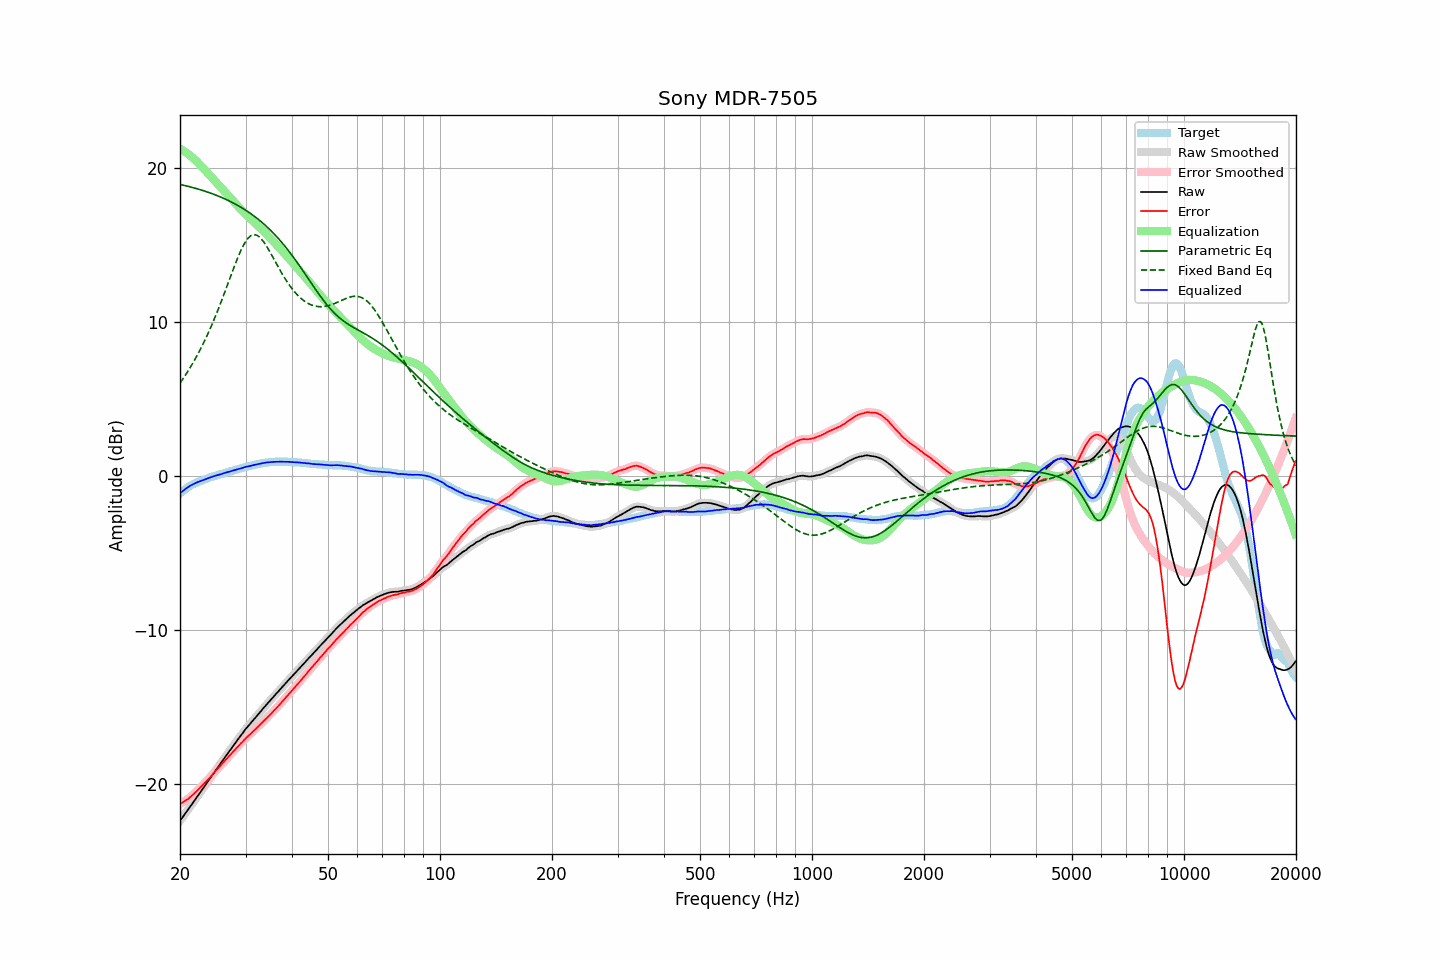 Sony MDR-7505
Amplitude (dBr)
20
10
0
−10
−20
Target
Raw Smoothed
Error Smoothed
Raw
Error
Equalization
Parametric Eq
Fixed Band Eq
Equalized
20 50 100 200 500 1000 2000 5000 10000 20000
Frequency (Hz)